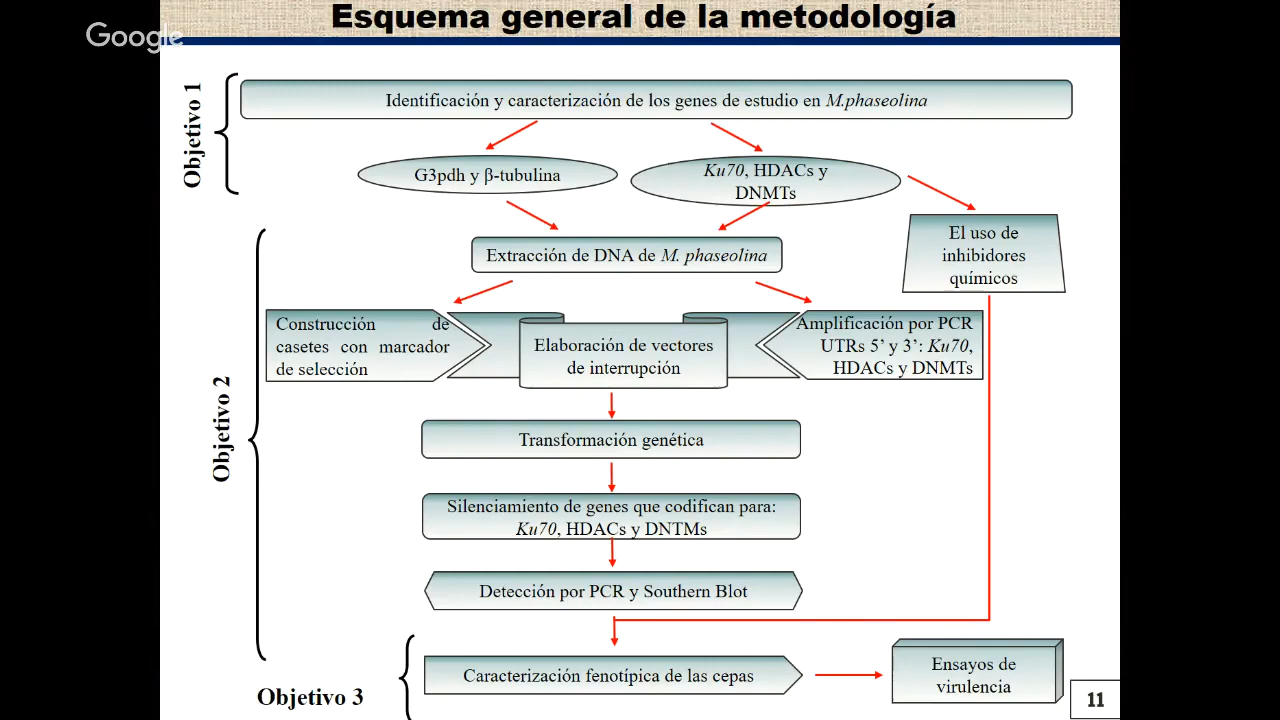 Esquema general de la metodología
Google
Objetivo 1
Identificación y caracterización de los genes de estudio en M.phaseolina
G3pdh y β-tubulina
Ku70, HDACs y
DNMTs
El uso de
inhibidores
químicos
Objetivo 2
Extracción de DNA de M. phaseolina
Construcción de
casetes con marcador
de selección
Elaboración de vectores
de interrupción
Amplificación por PCR
UTRs 5’ y 3’: Ku70,
HDACs y DNMTs
Transformación genética
Silenciamiento de genes que codifican para:
Ku70, HDACs y DNTMs
Detección por PCR y Southern Blot
Objetivo 3
Caracterización fenotípica de las cepas
Ensayos de
virulencia
11